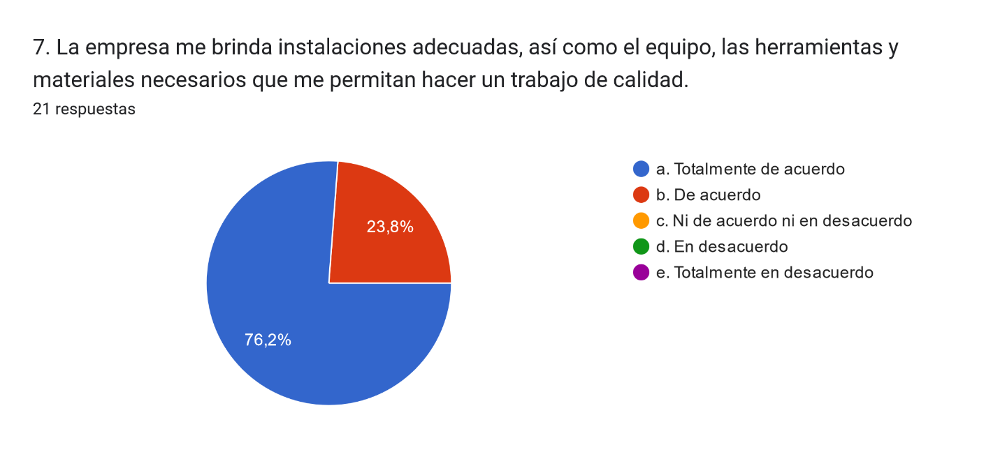 7. La empresa me brinda instalaciones adecuadas, así como el equipo, las herramientas y
materiales necesarios que me permitan hacer un trabajo de calidad.
21 respuestas
a. Totalmente de acuerdo
b. De acuerdo
c. Ni de acuerdo ni en desacuerdo
d. En desacuerdo
e. Totalmente en desacuerdo
23,8%
76,2%